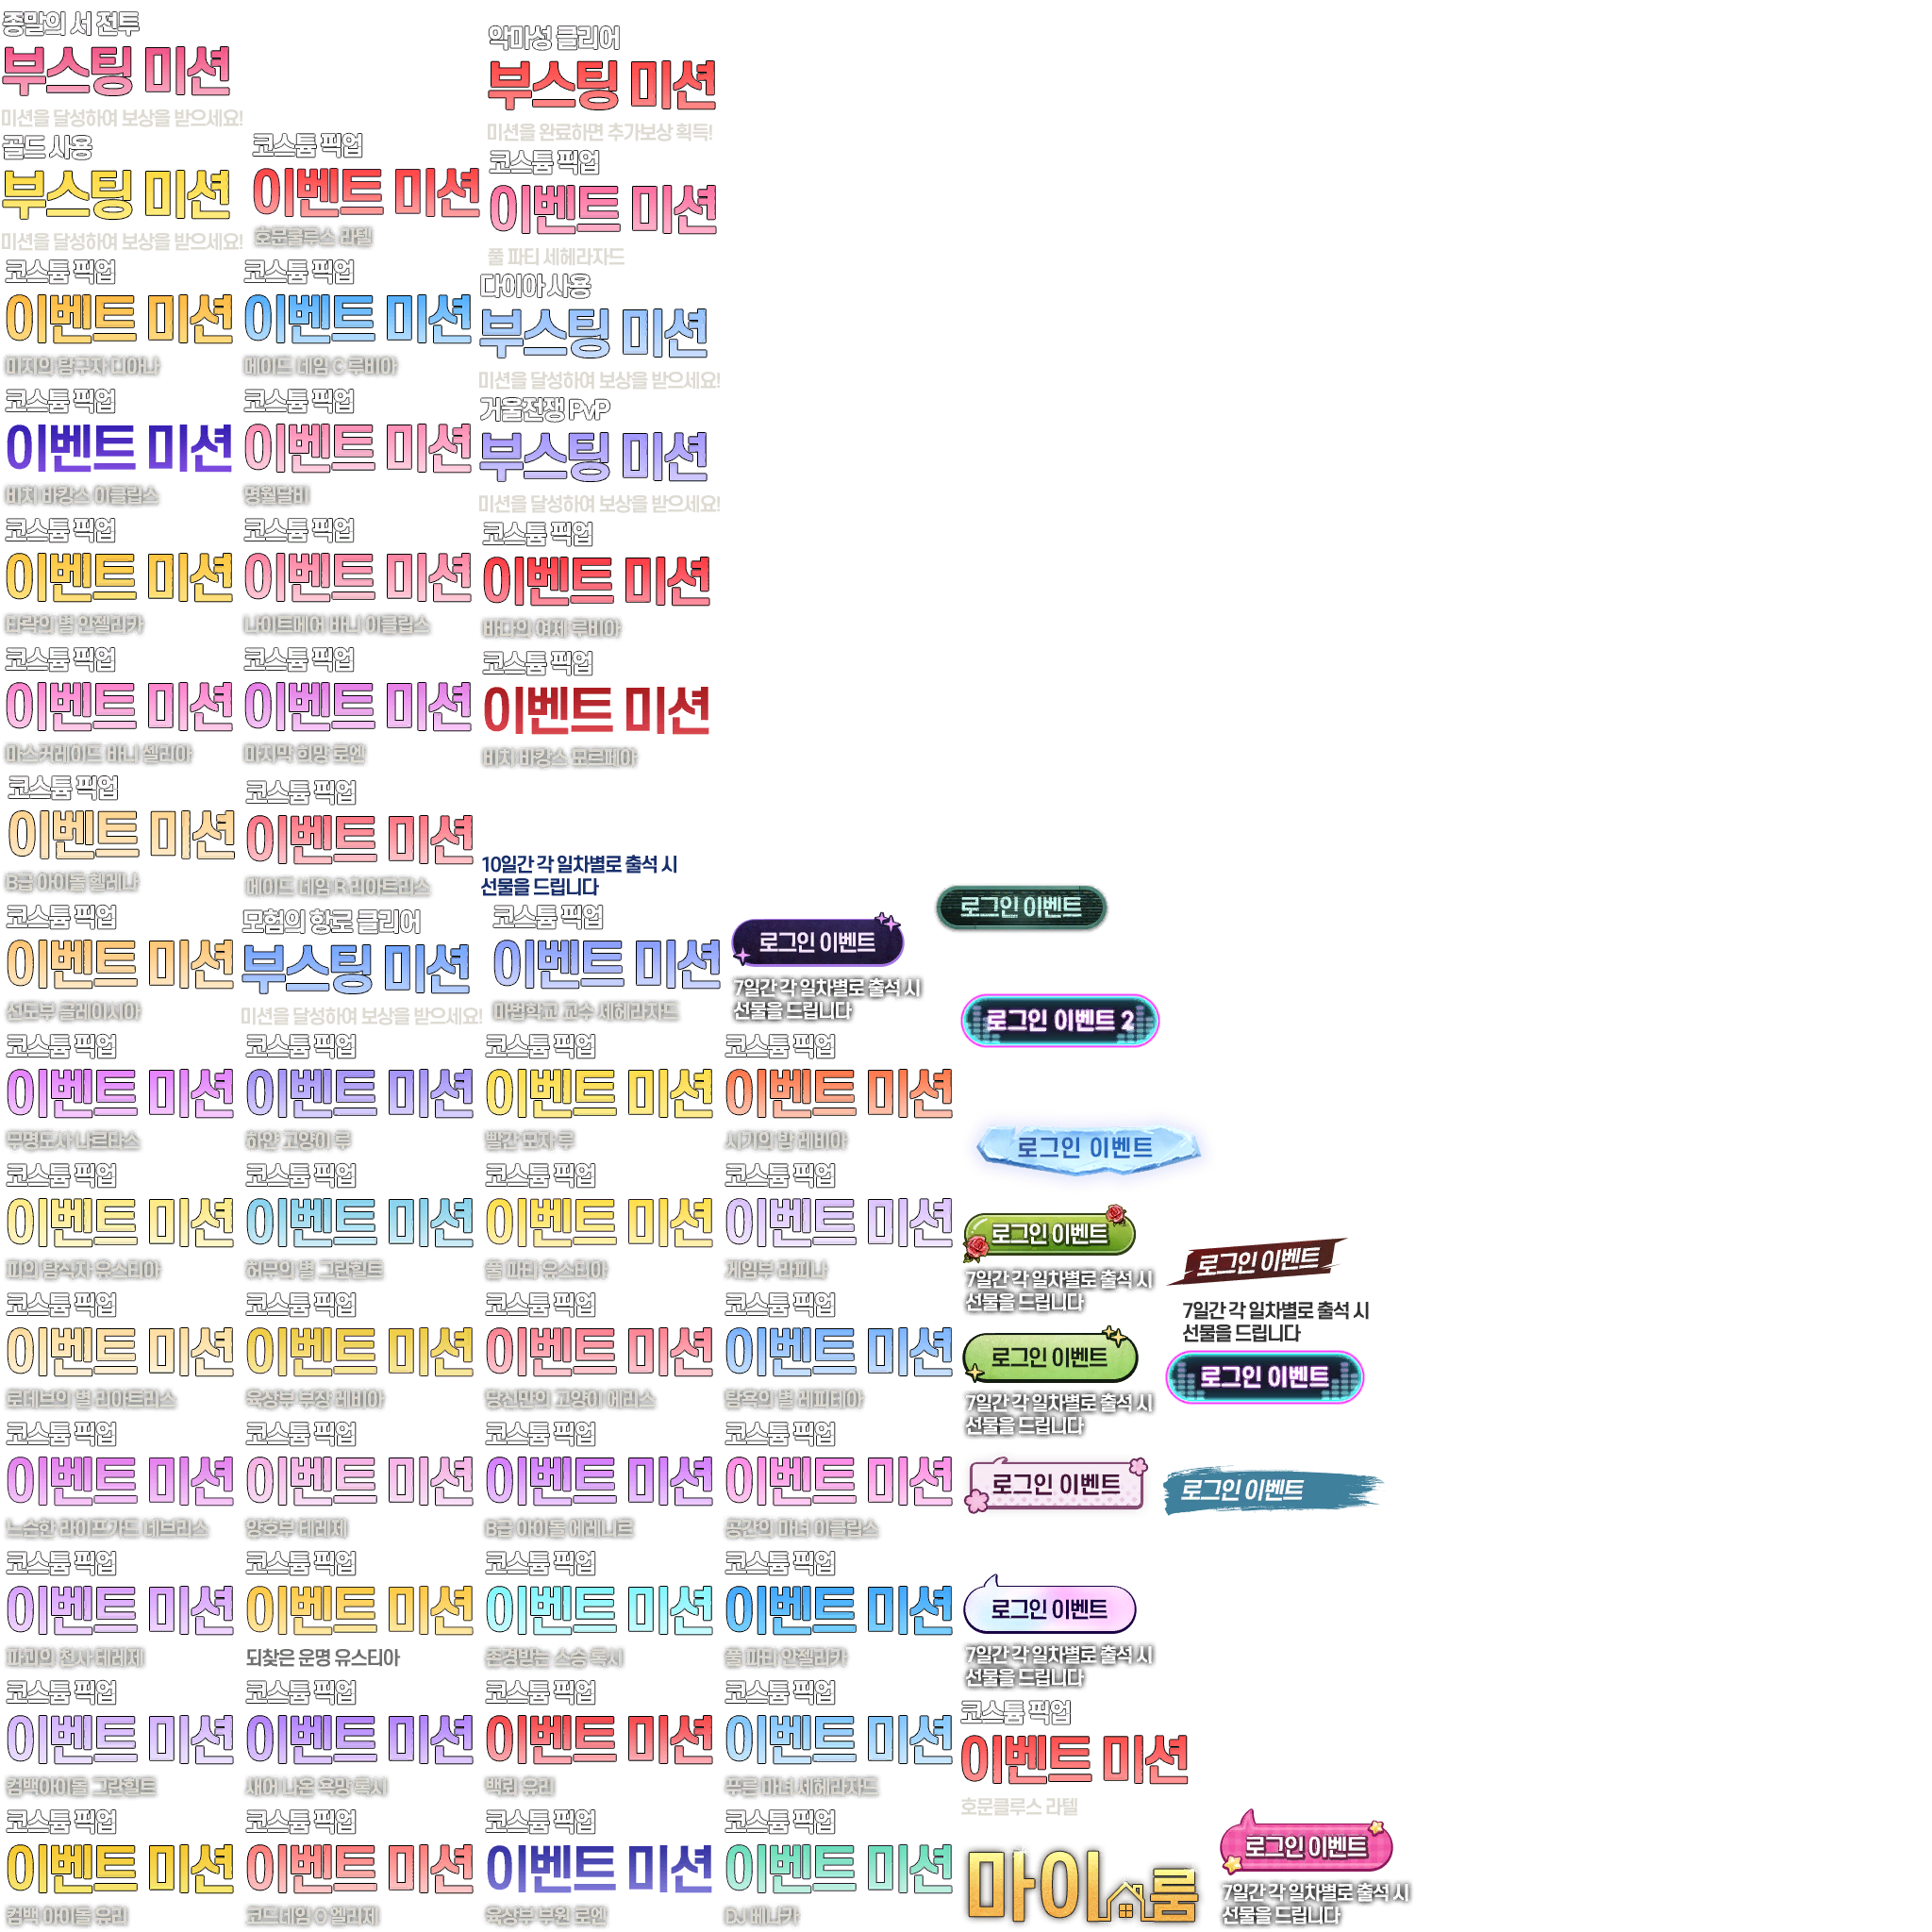 종말의 서 전투
부스팅 미션
미션을 달성하여 보상을 받으세요!
악마성 클리어
부스팅 미션
미션을 완료하면 추가보상 획득!
골드 사용
부스팅 미션
미션을 달성하여 보상을 받으세요!
코스튬 픽업
이벤트 미션
호문클루스 라텔
코스튬 픽업
이벤트 미션
풀 파티 세헤라자드
코스튬 픽업
이벤트 미션
미지의 탐구자 디아나
코스튬 픽업
이벤트 미션
메이드 네임 C 루비아
다이아 사용
부스팅 미션
미션을 달성하여 보상을 받으세요!
코스튬 픽업
이벤트 미션
비치 바캉스 이클립스
코스튬 픽업
이벤트 미션
명월달비
거울전쟁 PvP
부스팅 미션
미션을 달성하여 보상을 받으세요!
코스튬 픽업
이벤트 미션
타락의 별 안젤리카
코스튬 픽업
이벤트 미션
나이트메어 바니 이클립스
코스튬 픽업
이벤트 미션
바다의 여제 루비아
코스튬 픽업
이벤트 미션
마스커레이드 바니 셀리아
코스튬 픽업
이벤트 미션
마지막 희망 로엔
코스튬 픽업
이벤트 미션
비치 바캉스 모르페아
코스튬 픽업
이벤트 미션
B급 아이돌 헬레나
코스튬 픽업
이벤트 미션
메이드 네임 R 리아트리스
10일간 각 일차별로 출석 시
선물을 드립니다
로그인 이벤트
코스튬 픽업
이벤트 미션
선도부 글레이시아
모험의 항로 클리어
부스팅 미션
미션을 달성하여 보상을 받으세요!
코스튬 픽업
이벤트 미션
마법학교 교수 세헤라자드
로그인 이벤트
7일간 각 일차별로 출석 시
선물을 드립니다
로그인 이벤트 2
코스튬 픽업
이벤트 미션
무명도사 나르타스
코스튬 픽업
이벤트 미션
하얀 고양이 루
코스튬 픽업
이벤트 미션
빨간 모자 루
코스튬 픽업
이벤트 미션
시기의 밤 레비아
로그인 이벤트
코스튬 픽업
이벤트 미션
피의 탐식자 유스티아
코스튬 픽업
이벤트 미션
허무의 별 그란힐트
코스튬 픽업
이벤트 미션
풀 파티 유스티아
코스튬 픽업
이벤트 미션
게임부 라피나
로그인 이벤트
7일간 각 일차별로 출석 시
선물을 드립니다
로그인 이벤트
7일간 각 일차별로 출석 시
선물을 드립니다
코스튬 픽업
이벤트 미션
로데브의 별 리아트리스
코스튬 픽업
이벤트 미션
육상부 부장 레비아
코스튬 픽업
이벤트 미션
당신만의 고양이 에리스
코스튬 픽업
이벤트 미션
탐욕의 별 레피테아
로그인 이벤트
7일간 각 일차별로 출석 시
선물을 드립니다
로그인 이벤트
코스튬 픽업
이벤트 미션
느슨한 라이프가드 네브리스
코스튬 픽업
이벤트 미션
양호부 테레제
코스튬 픽업
이벤트 미션
B급 아이돌 에레니르
코스튬 픽업
이벤트 미션
공간의 마녀 이클립스
로그인 이벤트
로그인 이벤트
코스튬 픽업
이벤트 미션
파괴의 천사 테레제
코스튬 픽업
이벤트 미션
되찾은 운명 유스티아
코스튬 픽업
이벤트 미션
존경받는 스승 록시
코스튬 픽업
이벤트 미션
풀 파티 안젤리카
로그인 이벤트
7일간 각 일차별로 출석 시
선물을 드립니다
코스튬 픽업
이벤트 미션
컴백아이돌 그란힐트
코스튬 픽업
이벤트 미션
새어 나온 욕망 록시
코스튬 픽업
이벤트 미션
백뢰 유리
코스튬 픽업
이벤트 미션
푸른 마녀 세헤라자드
코스튬 픽업
이벤트 미션
호문클루스 라텔
코스튬 픽업
이벤트 미션
컴백 아이돌 유리
코스튬 픽업
이벤트 미션
코드네임 O 엘리제
코스튬 픽업
이벤트 미션
육상부 부원 로엔
코스튬 픽업
이벤트 미션
DJ 베니카
마이룸
로그인 이벤트
7일간 각 일차별로 출석 시
선물을 드립니다